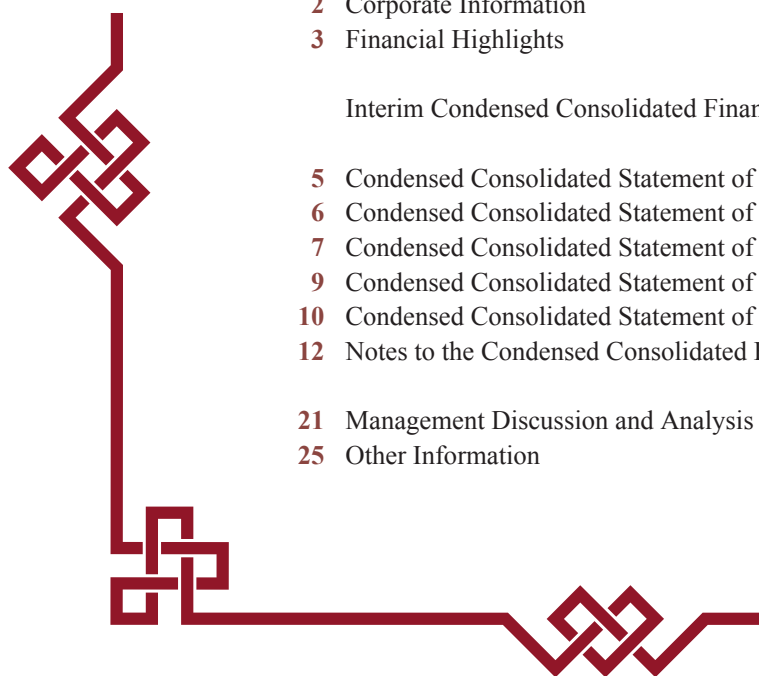 2 Corporate Information
3 Financial Highlights
Interim Condensed Consolidated
5 Condensed Consolidated Statement of
6 Condensed Consolidated Statement of
7 Condensed Consolidated Statement of
9 Condensed Consolidated Statement of
10 Condensed Consolidated Statement of
12 Notes to the Condensed Consolidated
21 Management Discussion and Analysis
25 Other Information